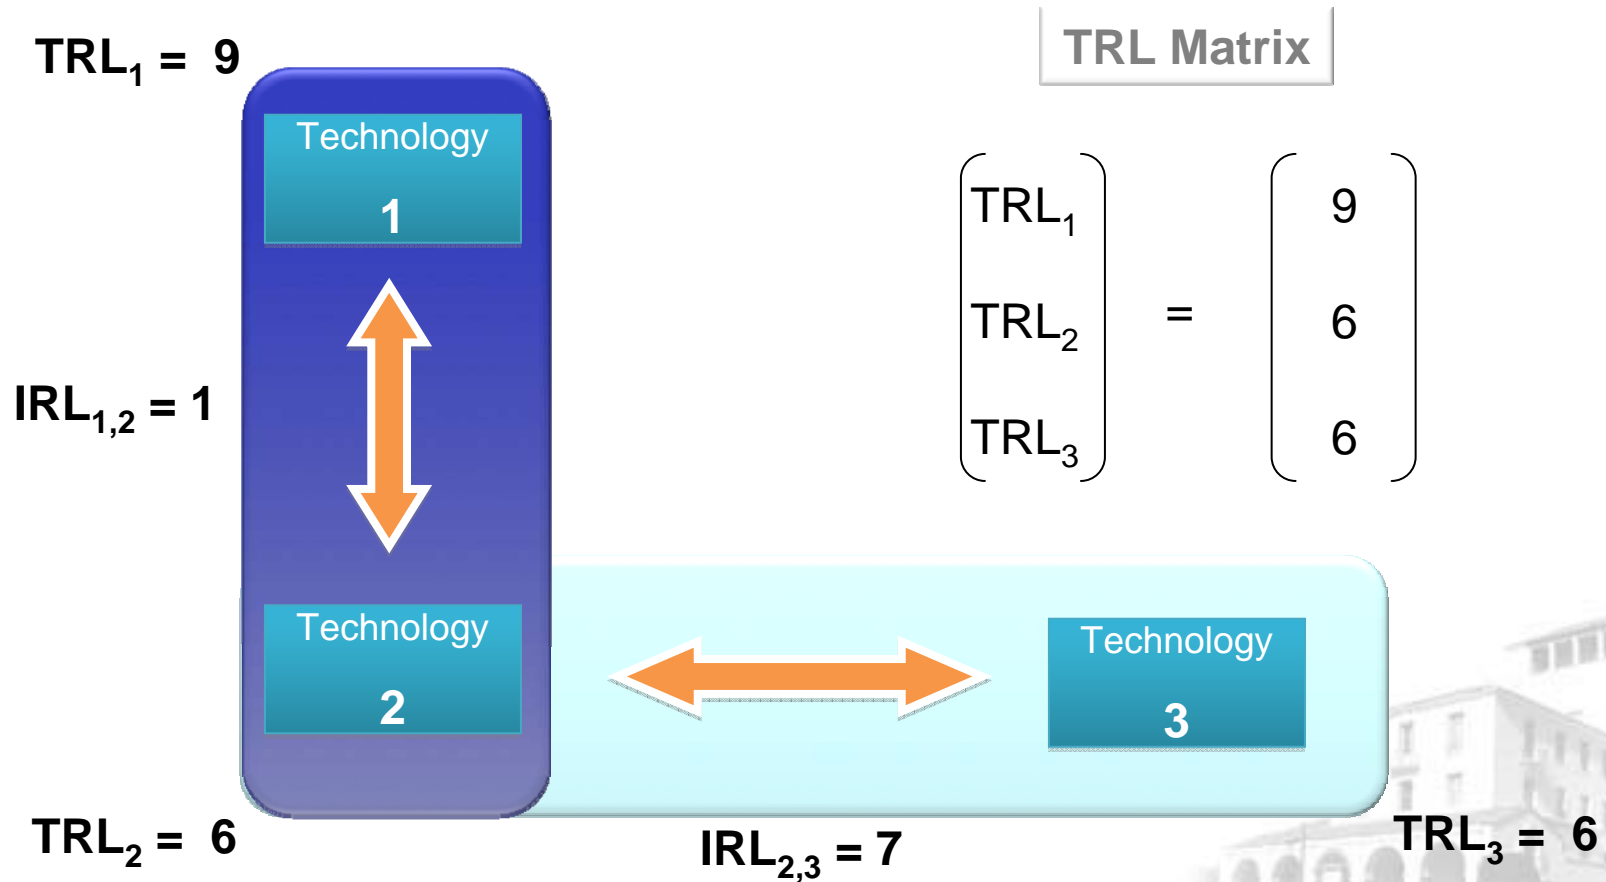 TRL1 = 9
TRL Matrix
Technology
1
TRL1
9
TRL2
=
6
IRL1,2 = 1
TRL3
6
Technology
2
Technology
3
TRL2 = 6
IRL2,3 = 7
TRL3 = 6